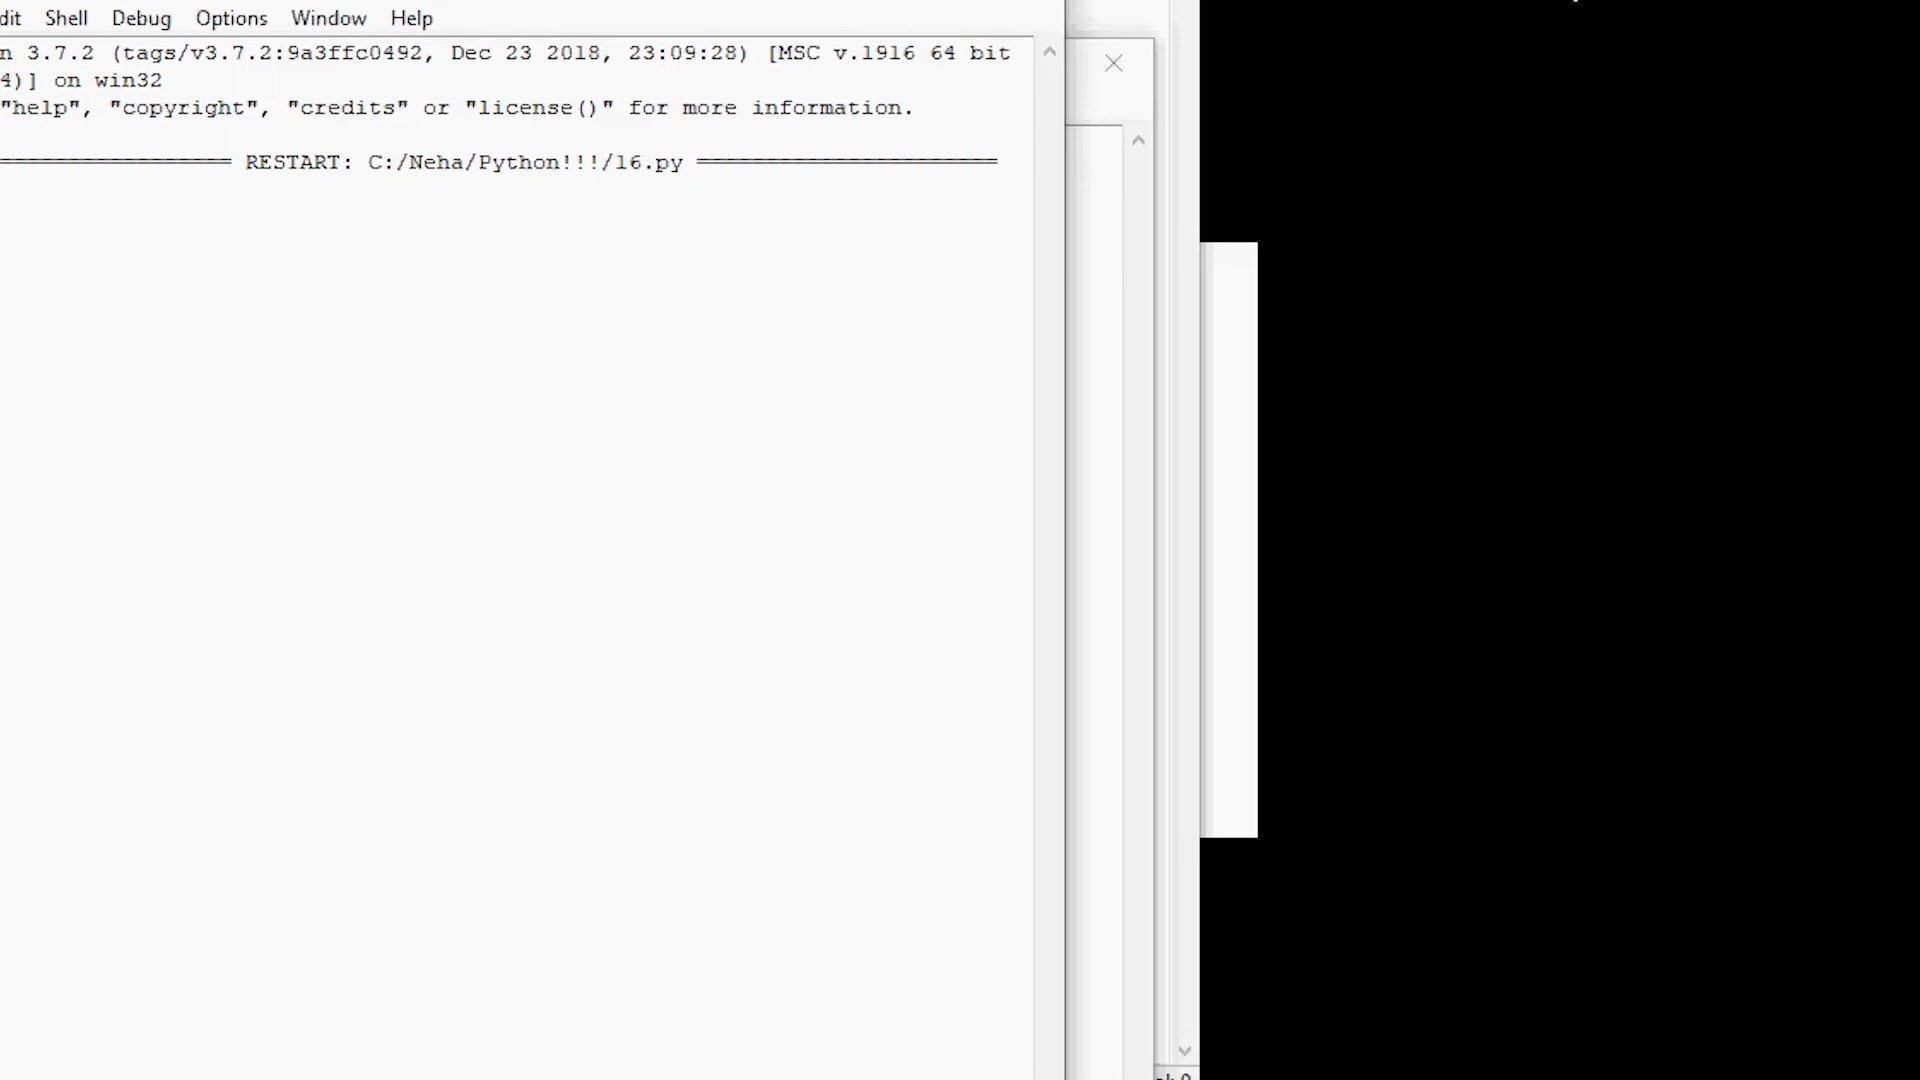 dit Shell Debug Options Window Help
n 3.7.2 (tags/v3.7.2:9a3ffc0492, Dec 23 2018, 23:09:28) [MSC v.1916 64 bit
4)] on win32
"help", "copyright", "credits" or "license()" for more information.
RESTART: C:/Neha/Python!!!/16.py